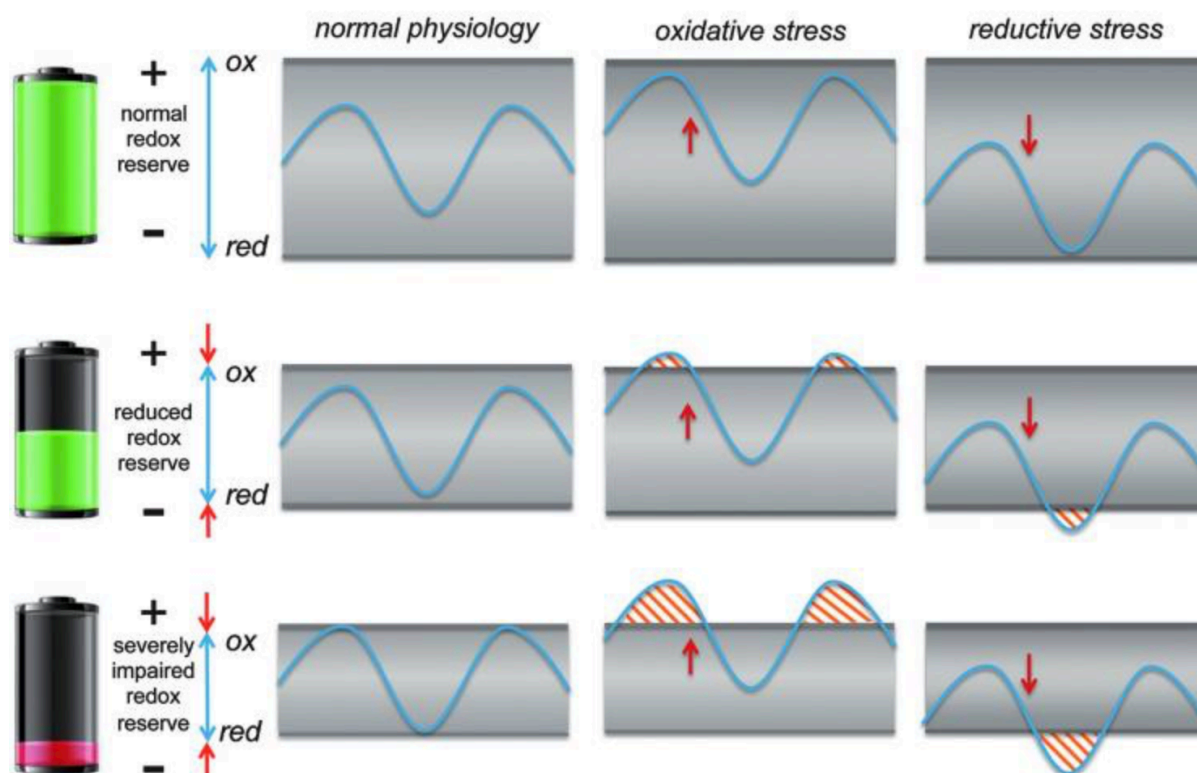 normal physiology
oxidative stress
reductive stress
+
normal
redox
reserve
-
ox
red
+
reduced
redox
reserve
-
ox
red
+
severely
impaired
redox
reserve
-
ox
red